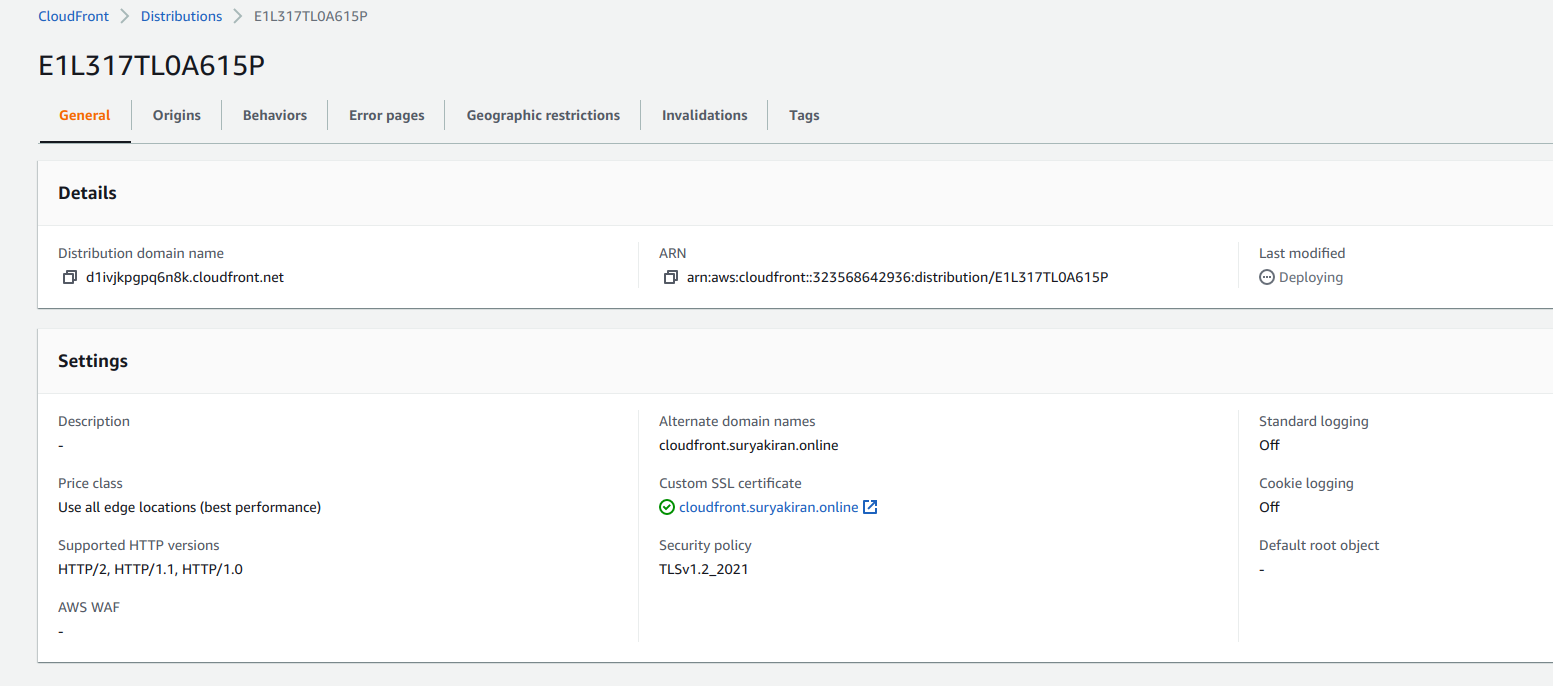 CloudFront > Distributions > E1L317TL0A615P
E1L317TL0A615P
General Origins Behaviors Error pages Geographic restrictions Invalidations Tags
Details
Distribution domain name
d1ivjkpgpq6n8k.cloudfront.net
ARN
arn:aws:cloudfront::323568642936:distribution/E1L317TL0A615P
Last modified
Deploying
Settings
Description
-
Price class
Use all edge locations (best performance)
Supported HTTP versions
HTTP/2, HTTP/1.1, HTTP/1.0
AWS WAF
-
Alternate domain names
cloudfront.suryakiran.online
Custom SSL certificate
cloudfront.suryakiran.online
Security policy
TLSv1.2_2021
Standard logging
Off
Cookie logging
Off
Default root object
-